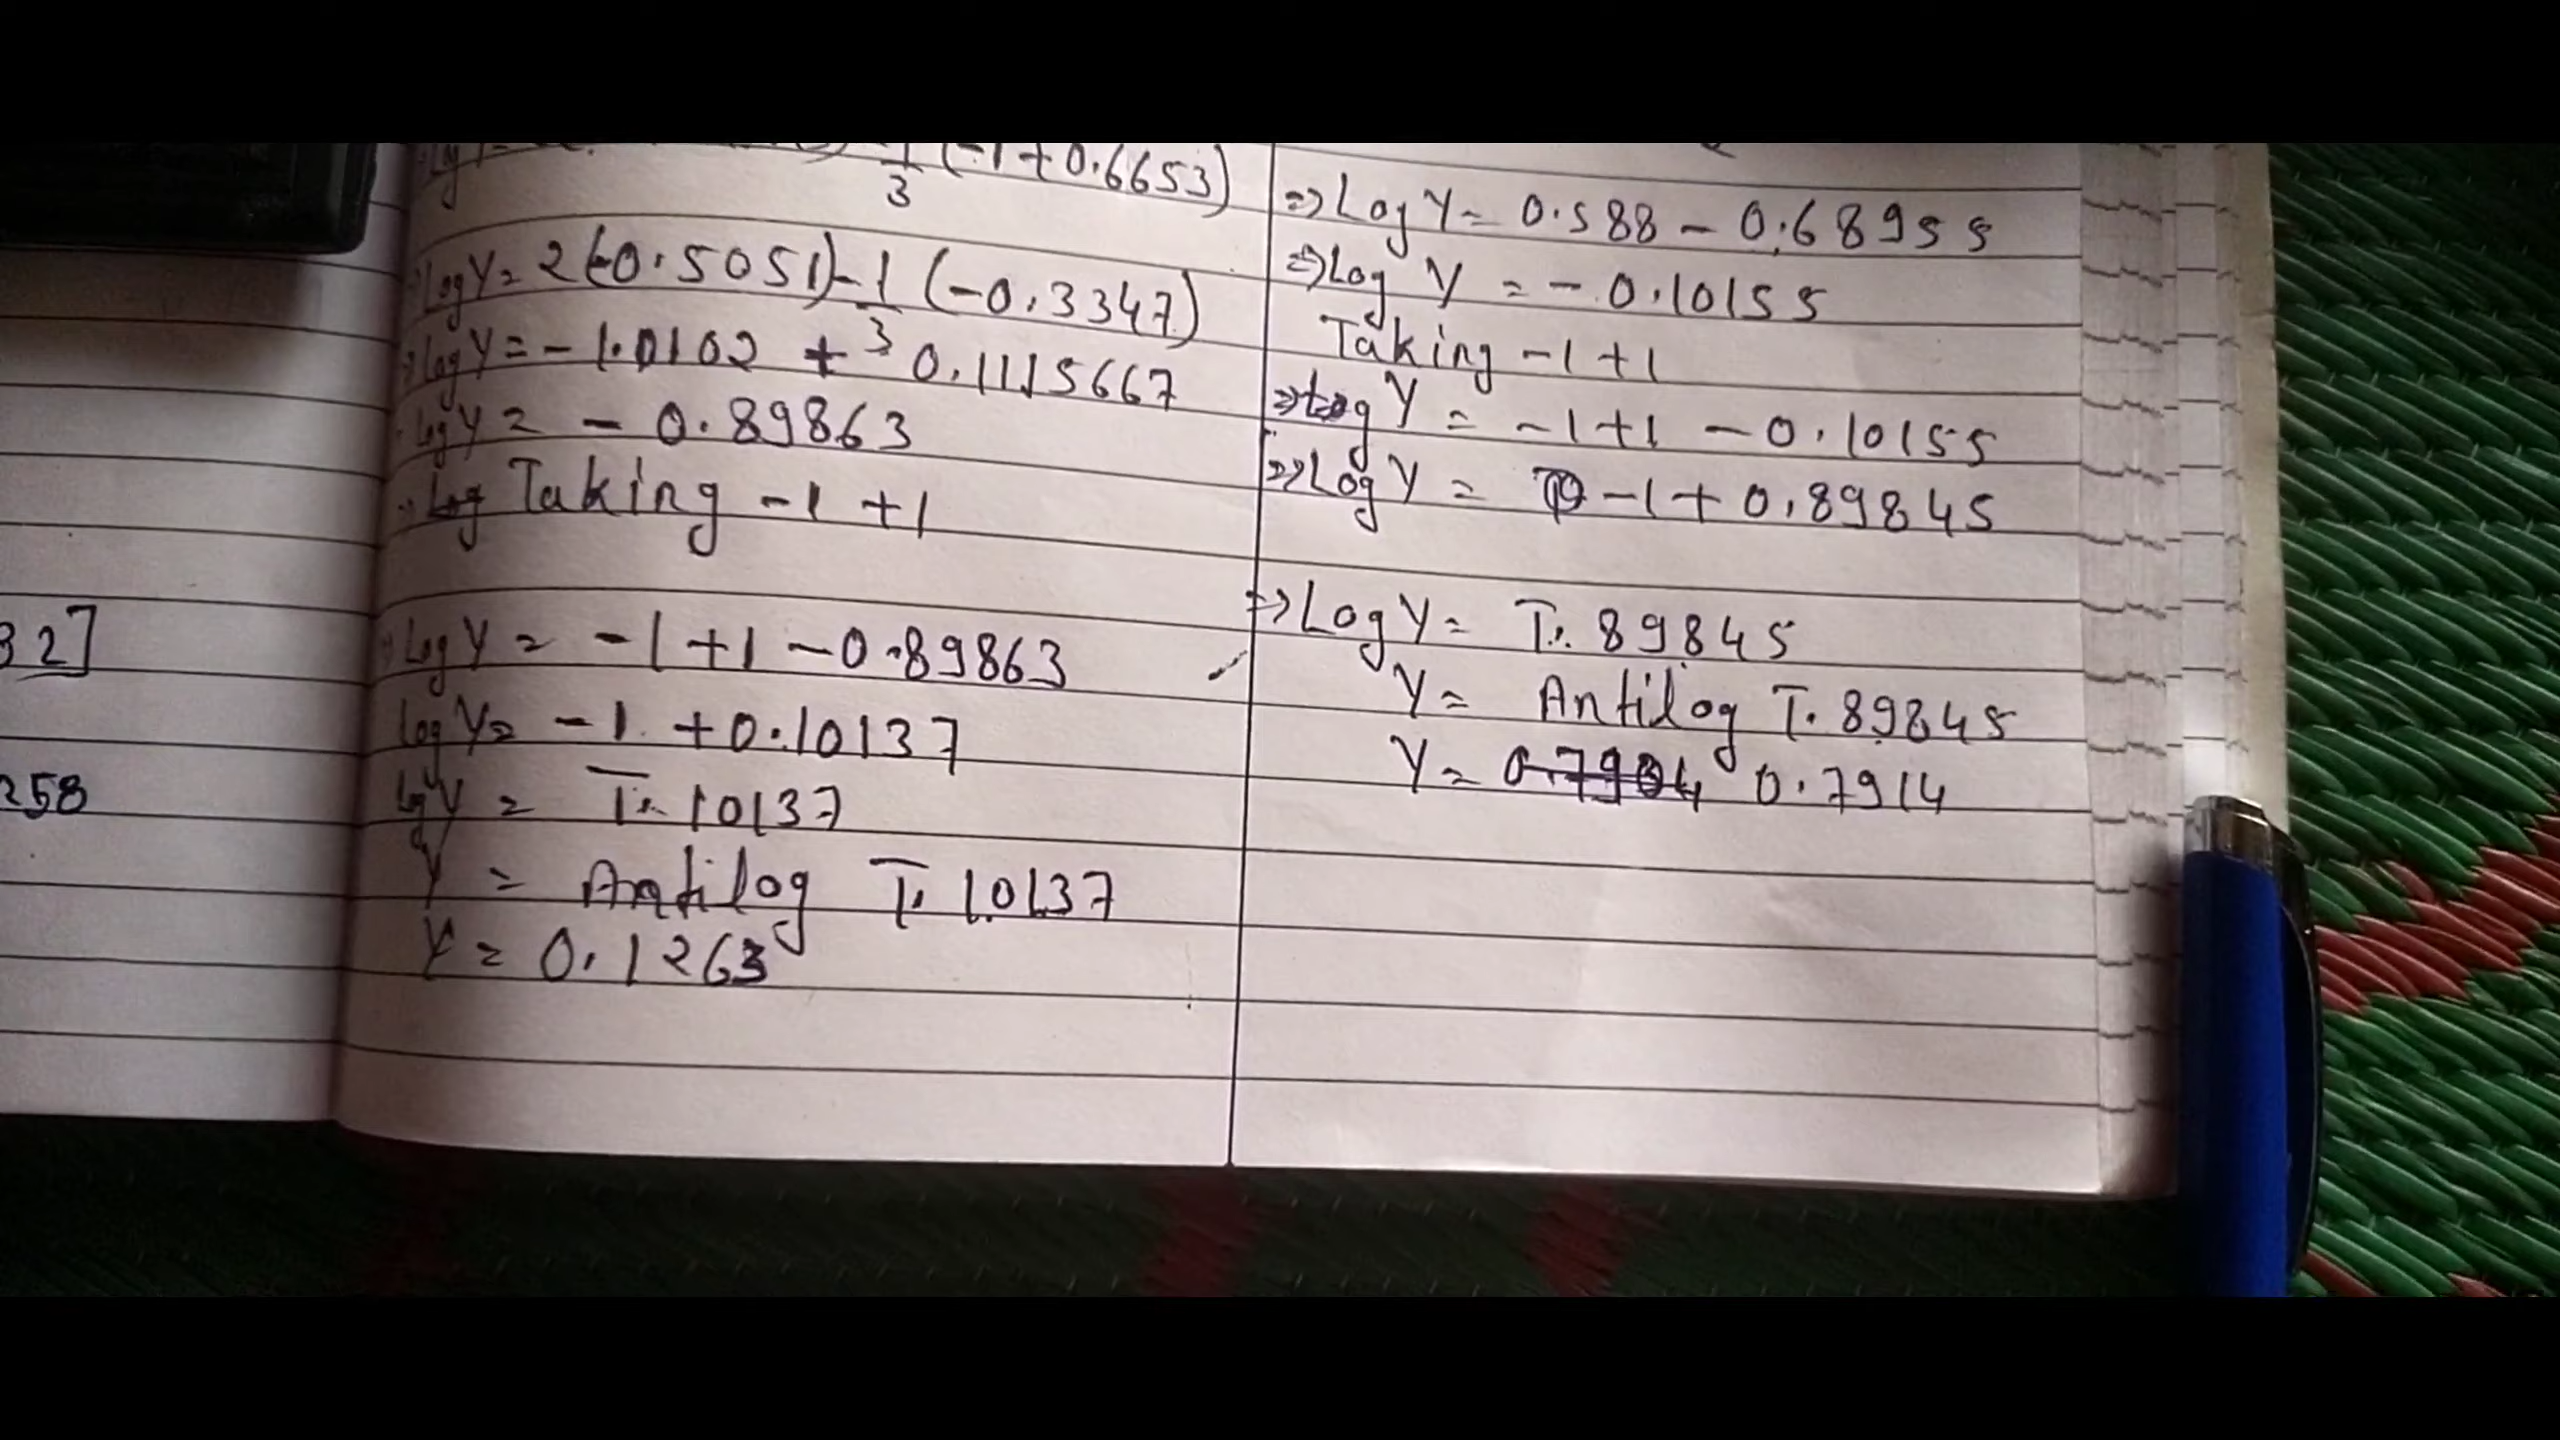 32]
258
1/3 (-1+0.6653)
Log Y = 2(-0.5051) - 1/3 (-0.3347)
Log Y = -1.0102 + 0.1115667
Log Y = - 0.89863
Taking -1 +1
Log Y = -1 +1 -0.89863
Log Y = -1 +0.10137
Log Y = T̅.10137
Y = Antilog T̅.10137
Y = 0.1263
=> Log Y = 0.588 - 0.68955
=> Log Y = - 0.10155
Taking -1 +1
=> Log Y = -1+1 -0.10155
=> Log Y = -1+0.89845
=> Log Y = T̅.89845
Y = Antilog T̅.89845
Y = 0.7904 0.7914